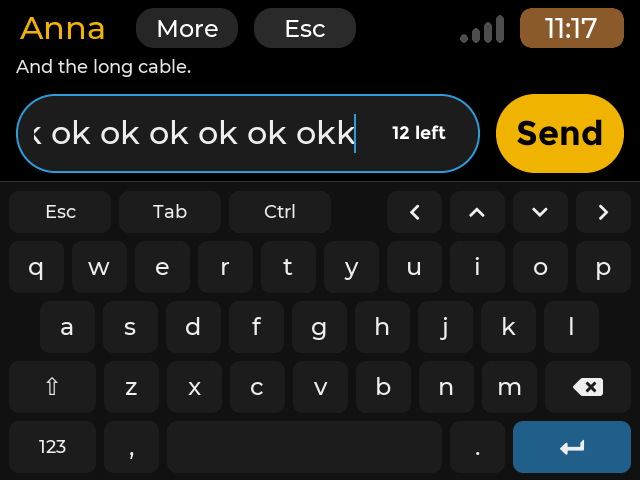 Anna More Esc 11:17
And the long cable.
ok ok ok ok ok okk 12 left Send
Esc Tab Ctrl
q w e r t y u i o p
a s d f g h j k l
⇧ z x c v b n m
123 , .